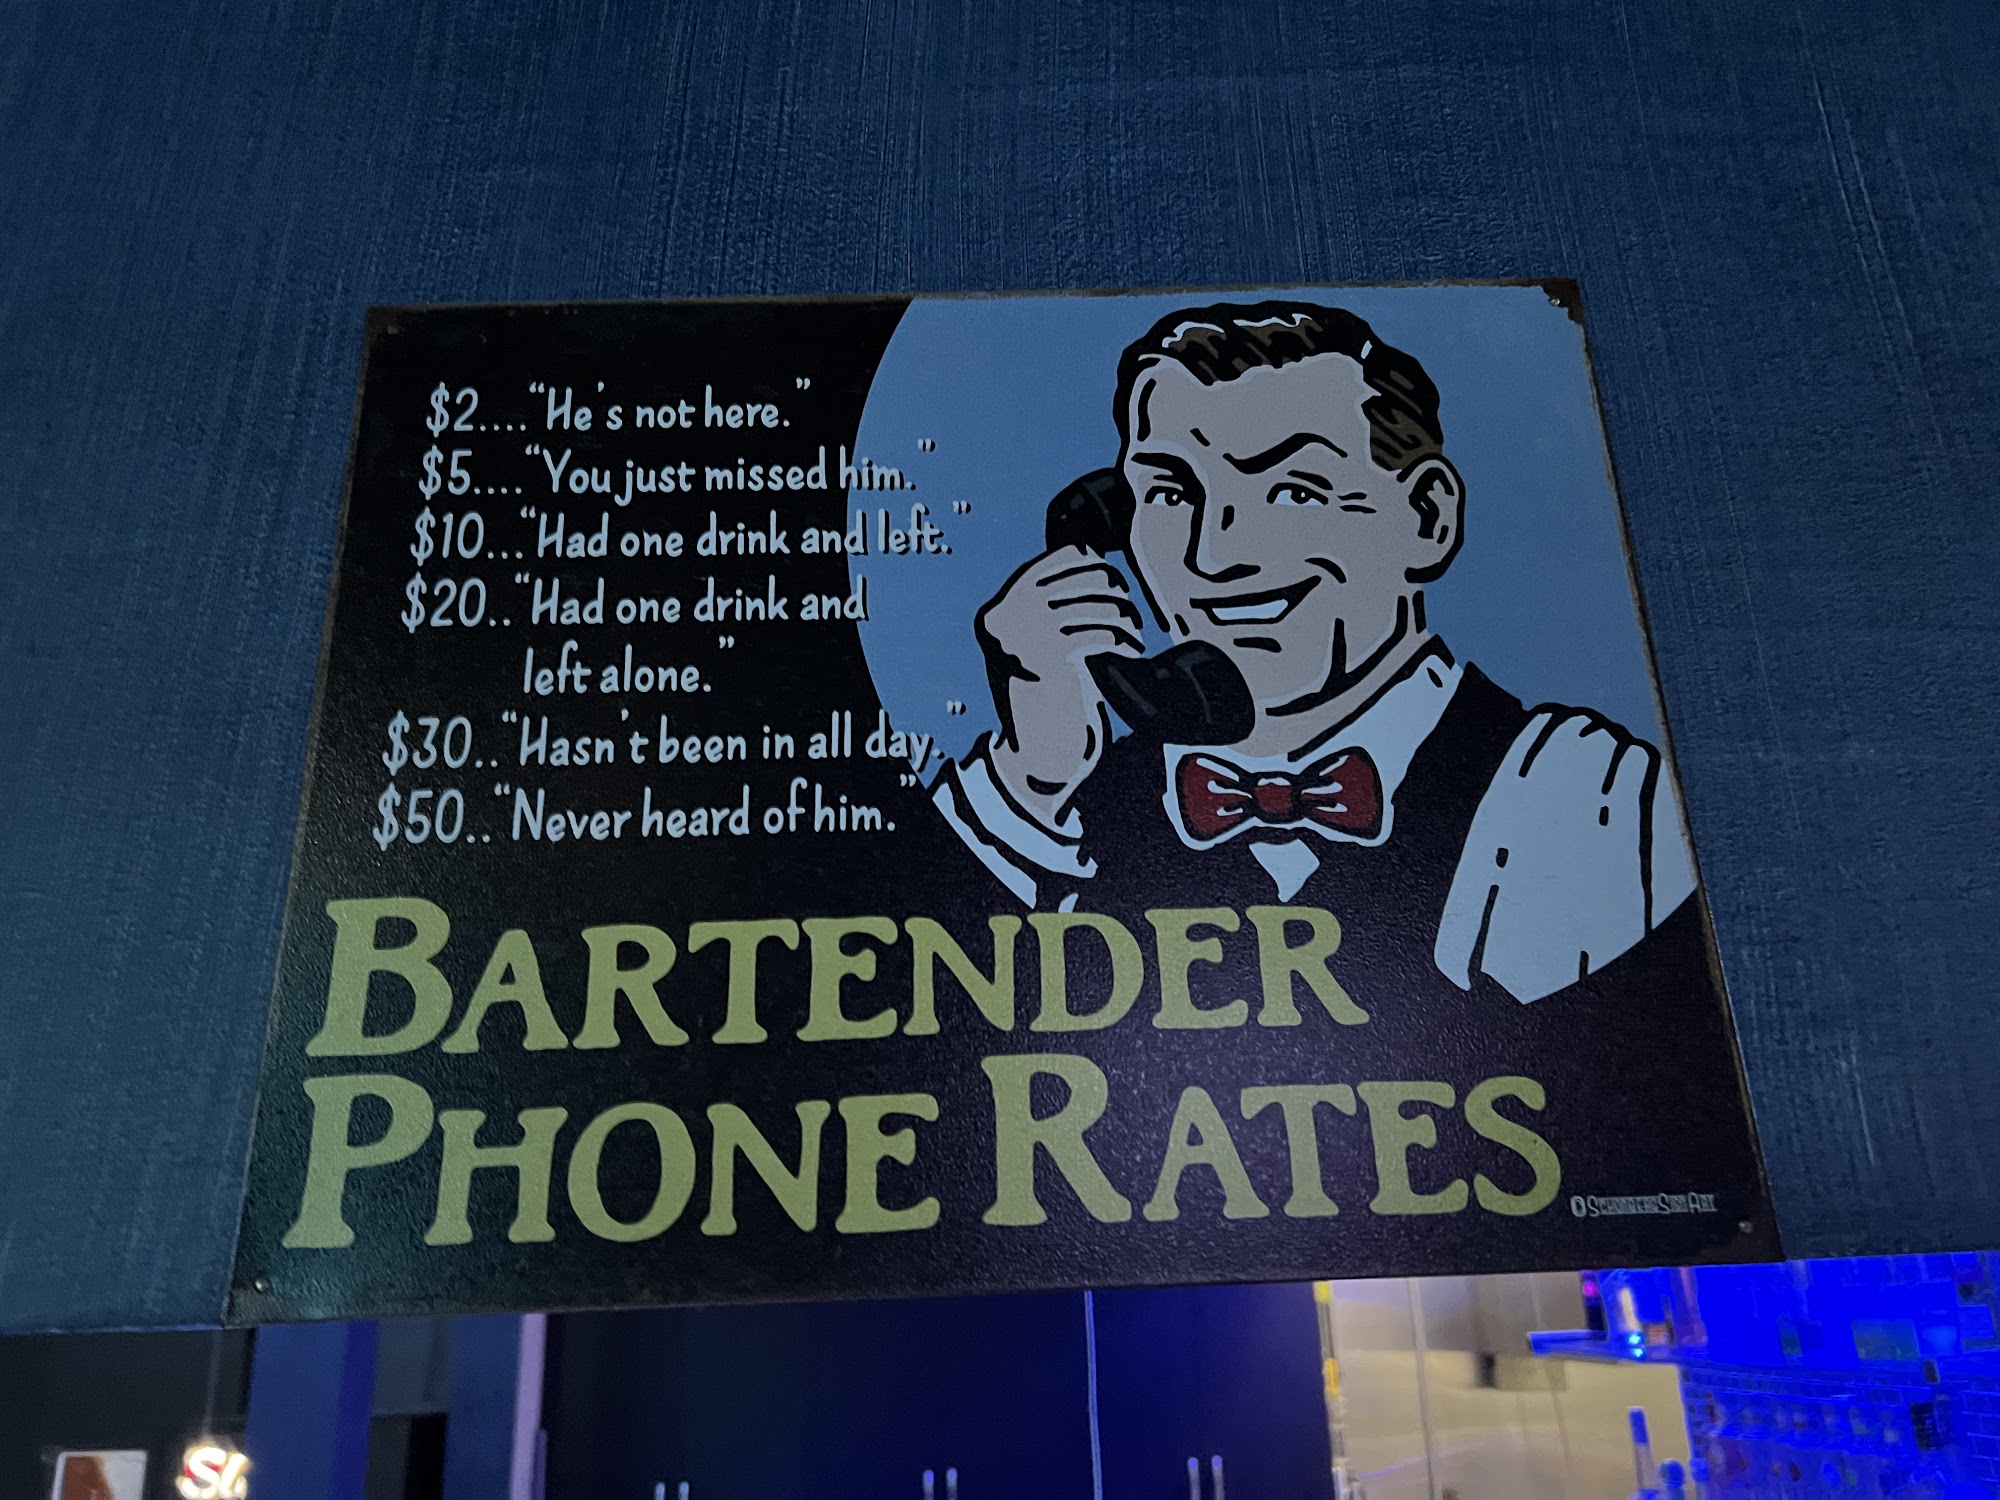 $2...."He's not here."
$5...."You just missed him."
$10..."Had one drink and left."
$20.."Had one drink and
left alone."
$30.."Hasn't been in all day."
$50.."Never heard of him."
BARTENDER
PHONE RATES